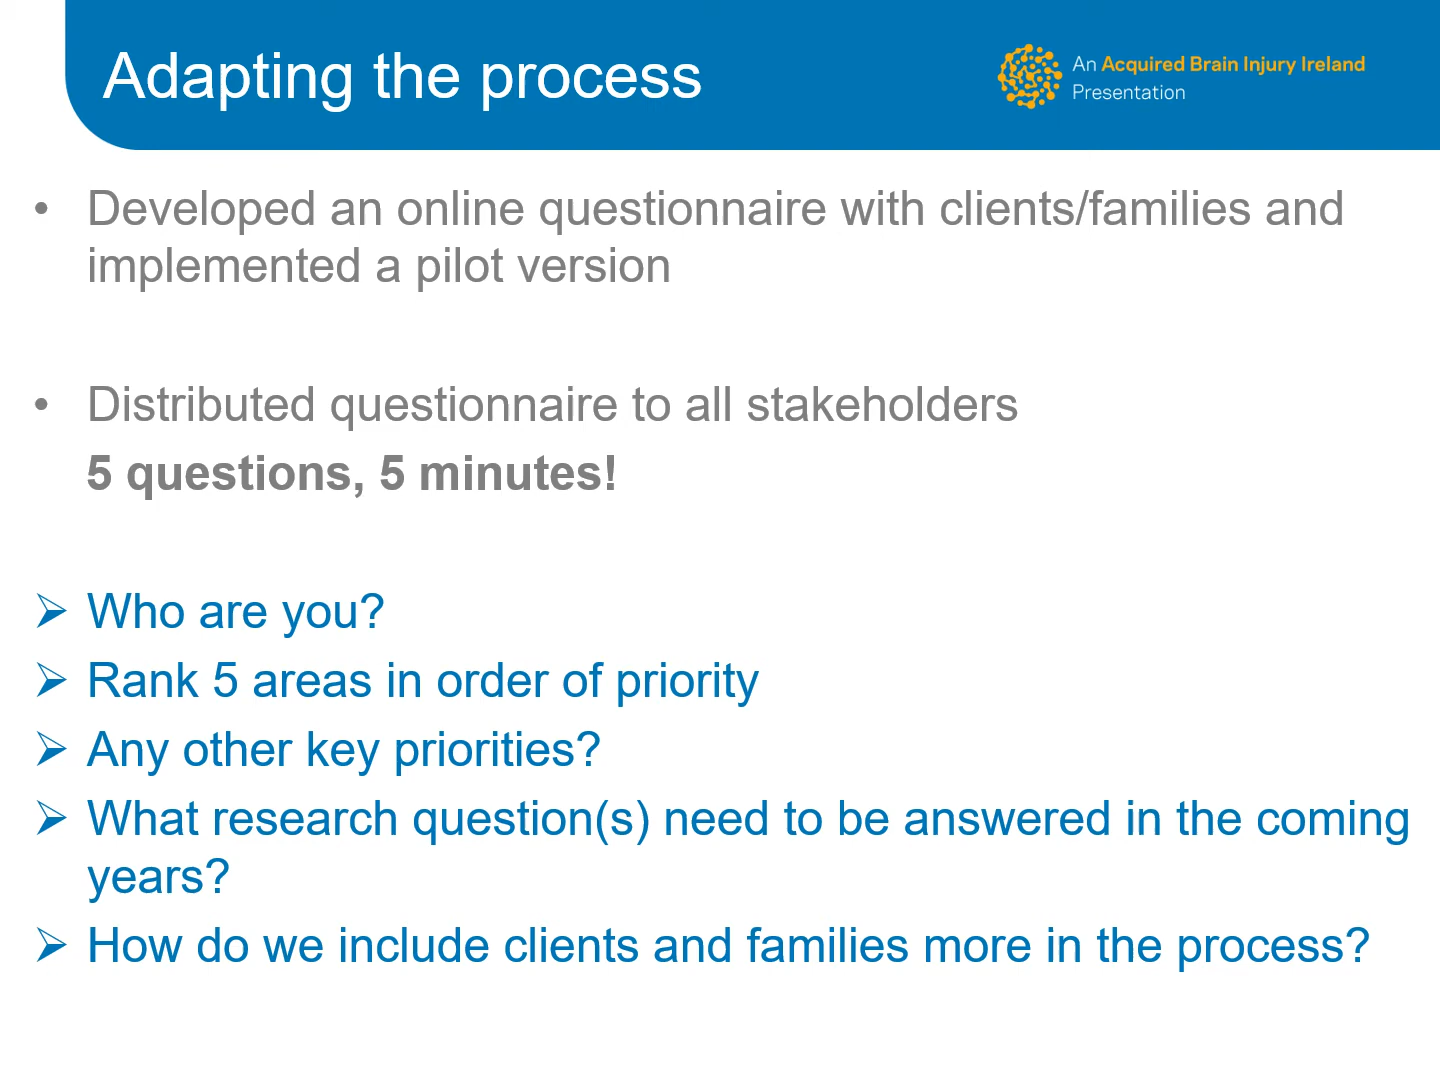 Adapting the process
An Acquired Brain Injury Ireland
Presentation
• Developed an online questionnaire with clients/families and
implemented a pilot version
• Distributed questionnaire to all stakeholders
5 questions, 5 minutes!
➢ Who are you?
➢ Rank 5 areas in order of priority
➢ Any other key priorities?
➢ What research question(s) need to be answered in the coming
years?
➢ How do we include clients and families more in the process?